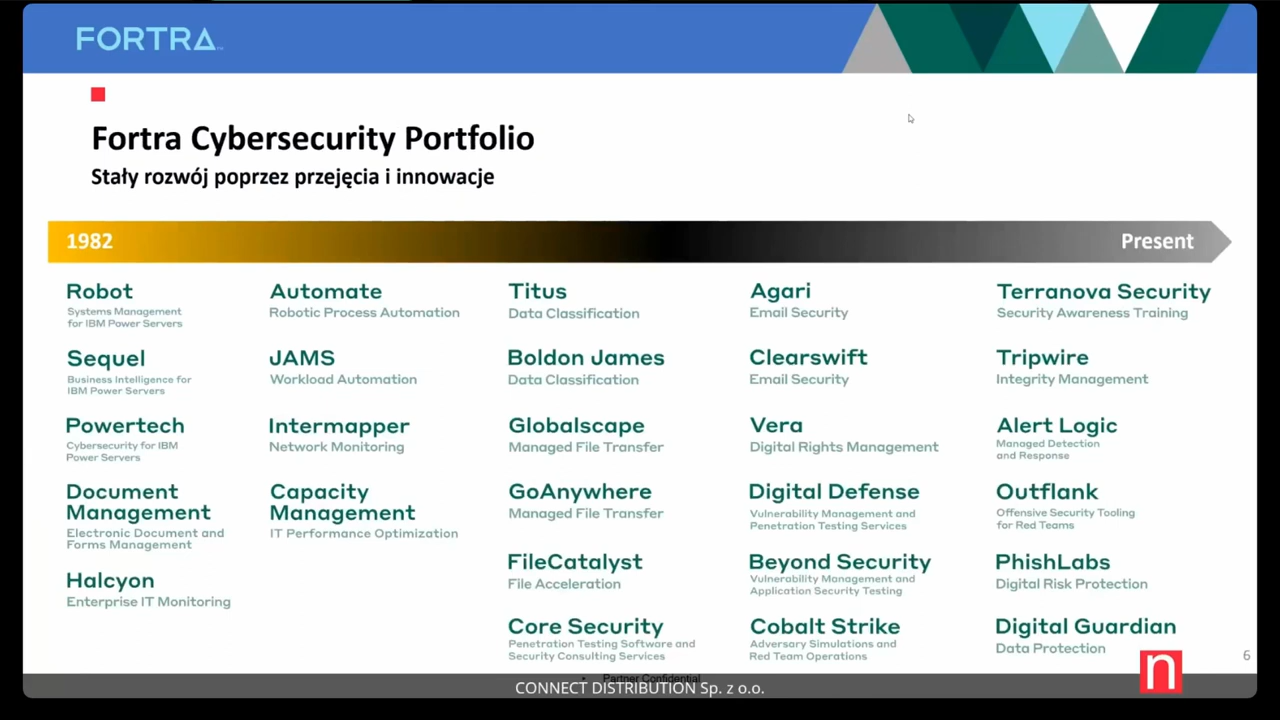 FORTRA
Fortra Cybersecurity Portfolio
Stały rozwój poprzez przejęcia i innowacje
1982
Present
Robot
Systems Management
for IBM Power Servers
Sequel
Business Intelligence for
IBM Power Servers
Powertech
Cybersecurity for IBM
Power Servers
Document
Management
Electronic Document and
Forms Management
Halcyon
Enterprise IT Monitoring
Automate
Robotic Process Automation
JAMS
Workload Automation
Intermapper
Network Monitoring
Capacity
Management
IT Performance Optimization
Titus
Data Classification
Boldon James
Data Classification
Globalscape
Managed File Transfer
GoAnywhere
Managed File Transfer
FileCatalyst
File Acceleration
Core Security
Penetration Testing Software and
Security Consulting Services
Agari
Email Security
Clearswift
Email Security
Vera
Digital Rights Management
Digital Defense
Vulnerability Management and
Penetration Testing Services
Beyond Security
Vulnerability Management and
Application Security Testing
Cobalt Strike
Adversary Simulations and
Red Team Operations
Terranova Security
Security Awareness Training
Tripwire
Integrity Management
Alert Logic
Managed Detection
and Response
Outflank
Offensive Security Tooling
for Red Teams
PhishLabs
Digital Risk Protection
Digital Guardian
Data Protection
6
n
• Partner Confidential
CONNECT DISTRIBUTION Sp. z o.o.